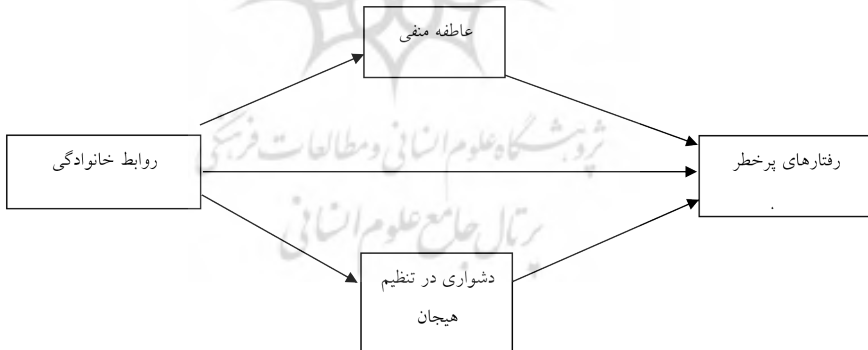 عاطفه منفی
پژوهشگاه علوم انسانی و مطالعات فرهنگی
روابط خانوادگی
رفتارهای پرخطر
.
پرتال جامع علوم انسانی
دشواری در تنظیم
هیجان